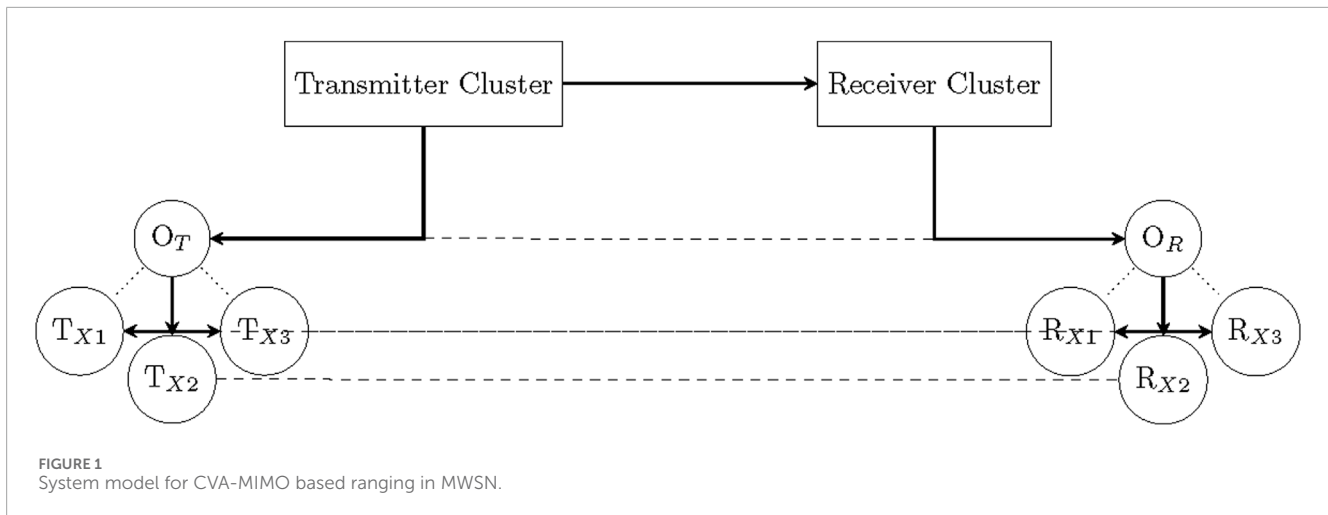 Transmitter Cluster
Receiver Cluster
O_T
O_R
T_X1
T_X3
R_X1
R_X3
T_X2
R_X2
FIGURE 1
System model for CVA-MIMO based ranging in MWSN.